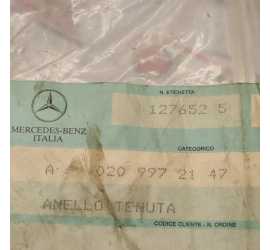 N. ETICHETTA
127652 5
MERCEDES-BENZ
ITALIA
CATEGORICO
A 020 997 21 47
ANELLO TENUTA
CODICE CLIENTE - N. ORDINE